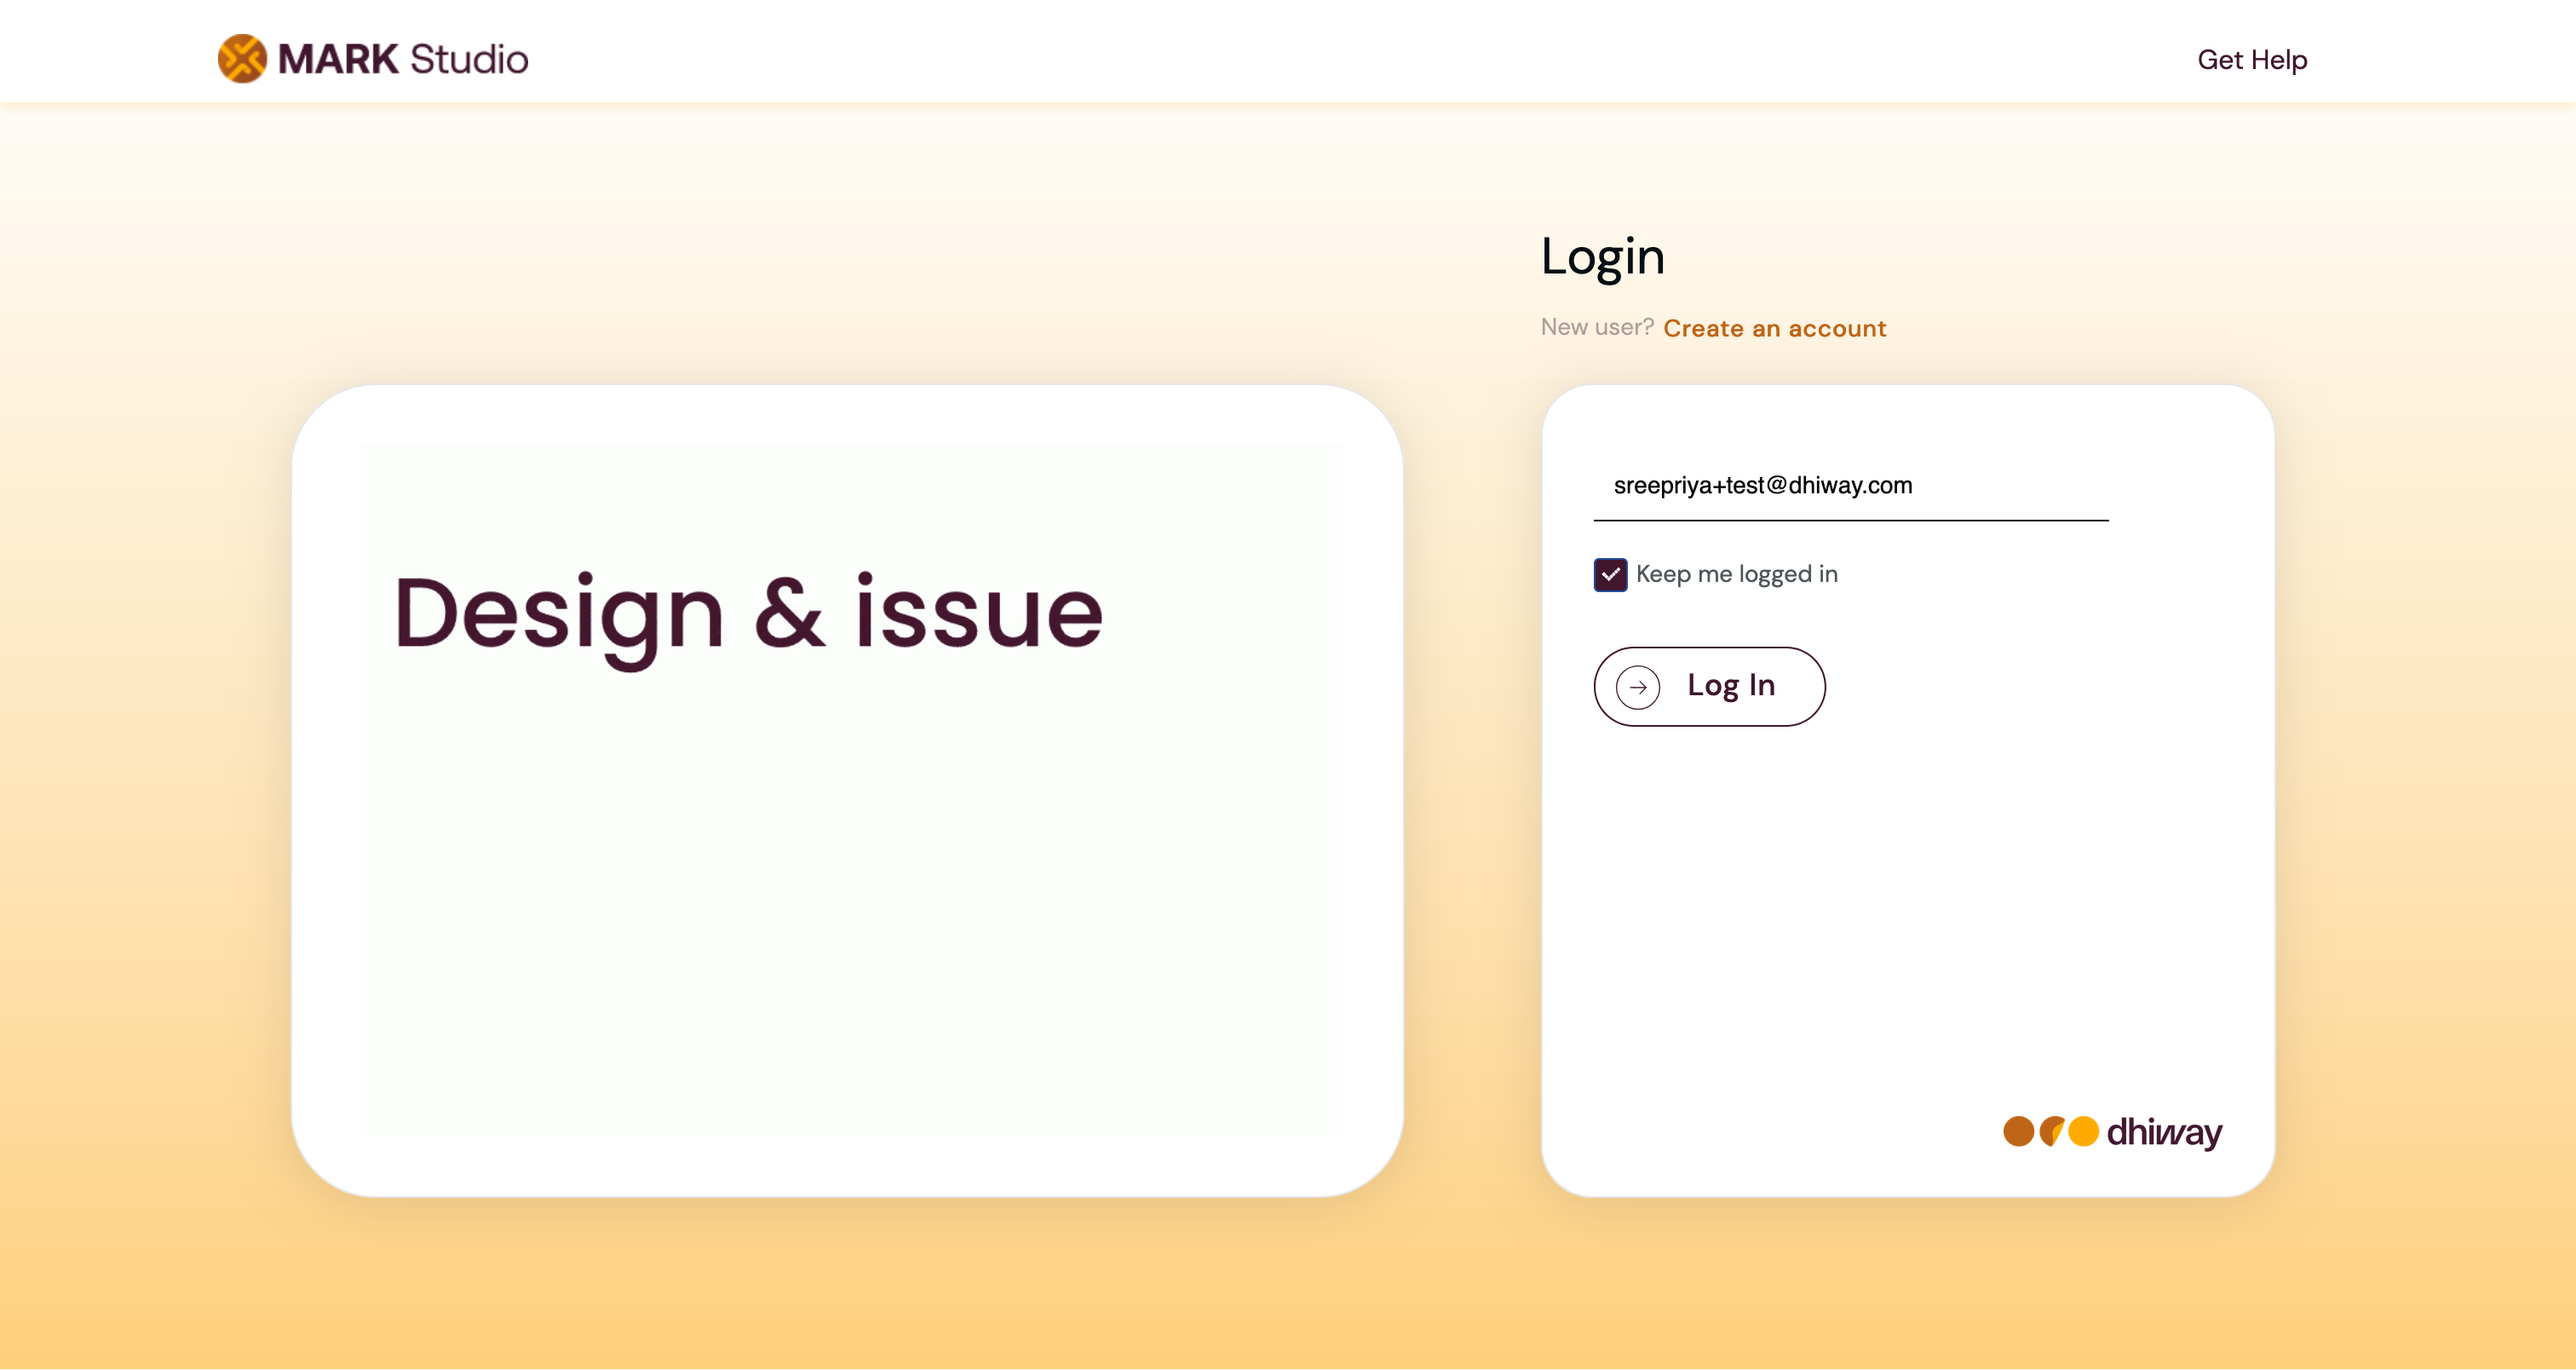 MARK Studio
Get Help
Login
New user? Create an account
Design & issue
sreepriya+test@dhiway.com
Keep me logged in
Log In
dhiway